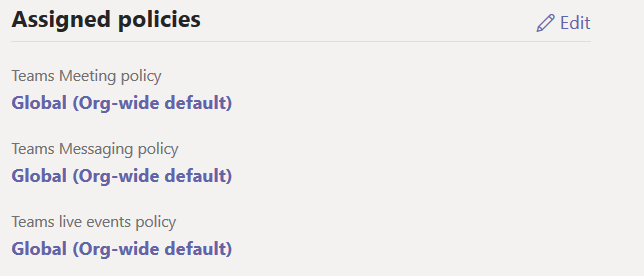 Assigned policies
Edit
Teams Meeting policy
Global (Org-wide default)
Teams Messaging policy
Global (Org-wide default)
Teams live events policy
Global (Org-wide default)